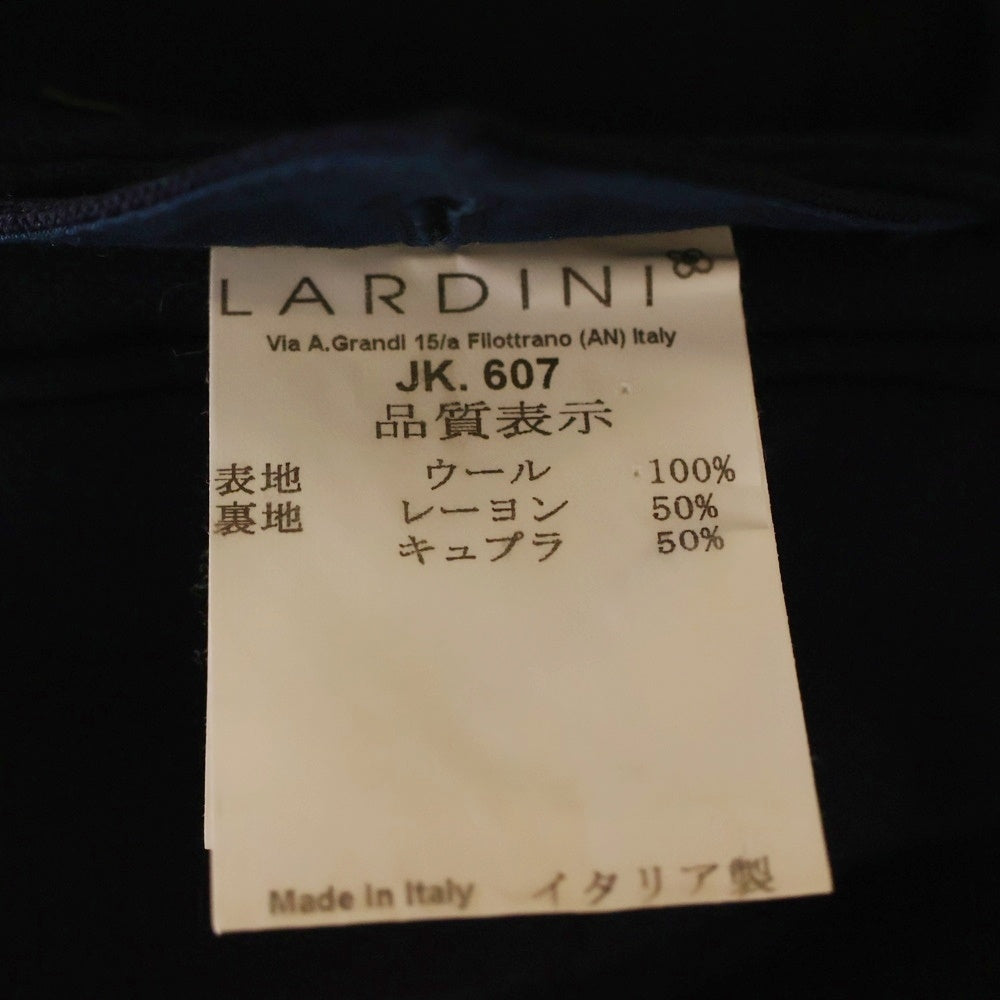 LARDINI
Via A.Grandi 15/a Filottrano (AN) Italy
JK. 607
品質表示
表地 ウール 100%
裏地 レーヨン 50%
キュプラ 50%
Made in Italy イタリア製